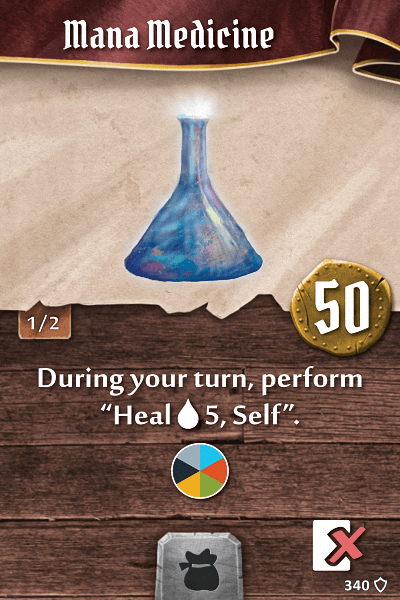 Mana Medicine
50
1/2
During your turn, perform
“Heal 5, Self”.
340